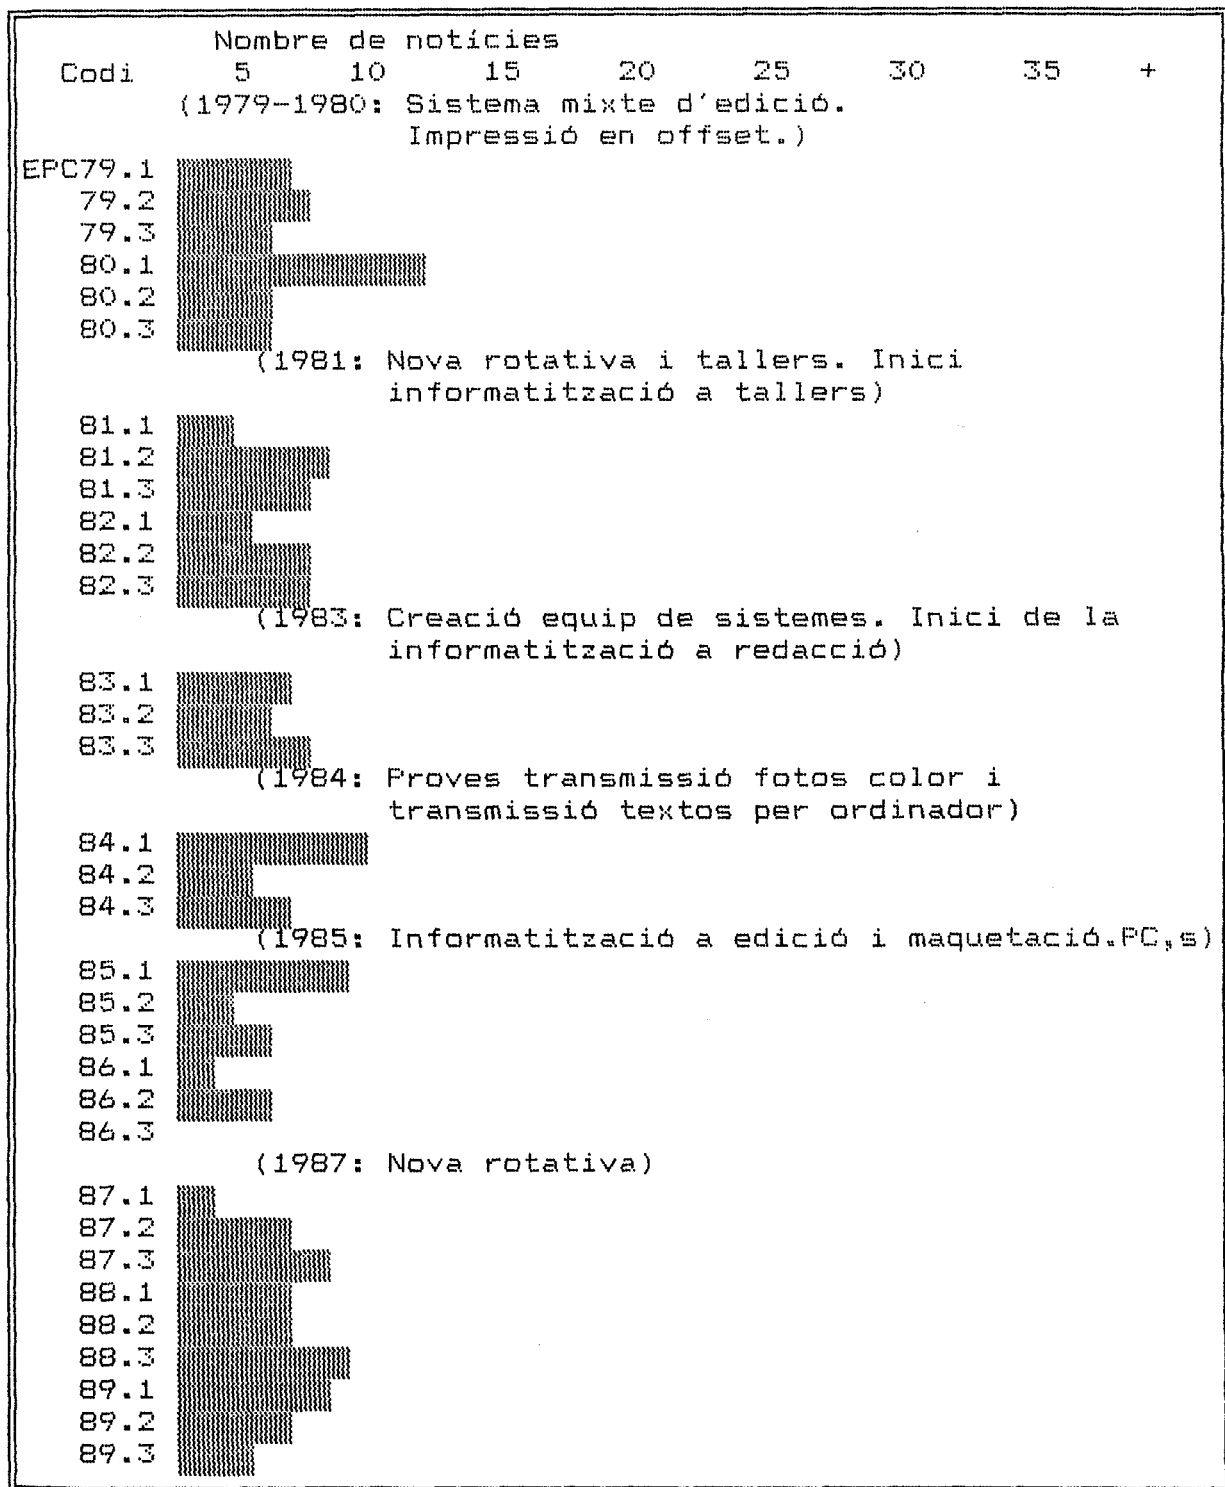 Nombre de notícies
Codi 5 10 15 20 25 30 35 +
(1979-1980: Sistema mixte d'edició.
Impressió en offset.)
EPC79.1
79.2
79.3
80.1
80.2
80.3
(1981: Nova rotativa i tallers. Inici
informatització a tallers)
81.1
81.2
81.3
82.1
82.2
82.3
(1983: Creació equip de sistemes. Inici de la
informatització a redacció)
83.1
83.2
83.3
(1984: Proves transmissió fotos color i
transmissió textos per ordinador)
84.1
84.2
84.3
(1985: Informatització a edició i maquetació.PC,s)
85.1
85.2
85.3
86.1
86.2
86.3
(1987: Nova rotativa)
87.1
87.2
87.3
88.1
88.2
88.3
89.1
89.2
89.3